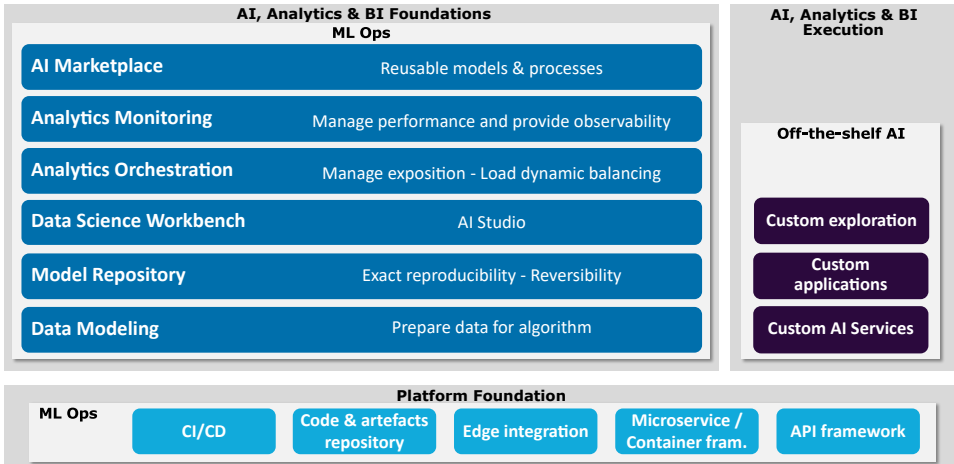 AI, Analytics & BI Foundations
ML Ops
AI Marketplace
Reusable models & processes
Analytics Monitoring
Manage performance and provide observability
Analytics Orchestration
Manage exposition - Load dynamic balancing
Data Science Workbench
AI Studio
Model Repository
Exact reproducibility - Reversibility
Data Modeling
Prepare data for algorithm
AI, Analytics & BI
Execution
Off-the-shelf AI
Custom exploration
Custom
applications
Custom AI Services
Platform Foundation
ML Ops
CI/CD
Code & artefacts
repository
Edge integration
Microservice /
Container fram.
API framework